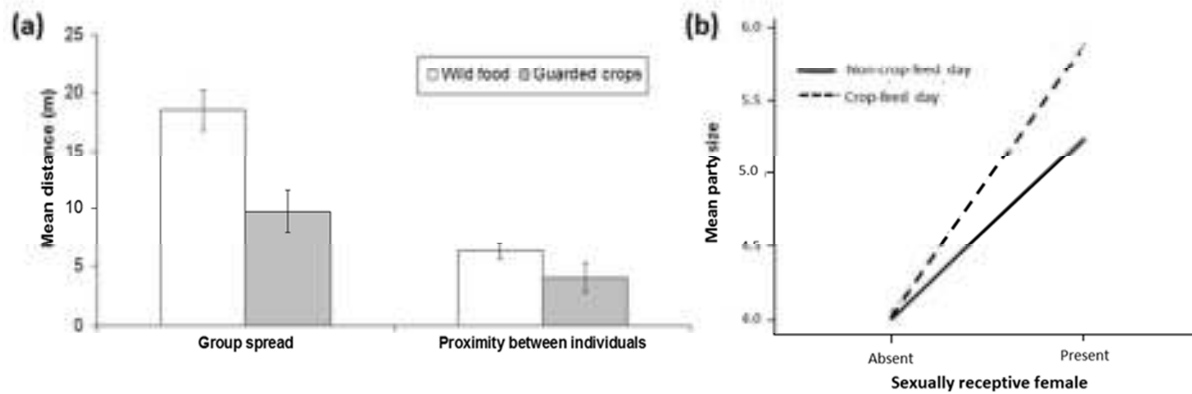 (a)
25
20
15
10
5
0
Mean distance (m)
Wild food Guarded crops
Group spread
Proximity between individuals
(b)
6.0
5.5
5.0
4.5
4.0
Mean party size
Non-crop-feed day
Crop-feed day
Absent
Present
Sexually receptive female